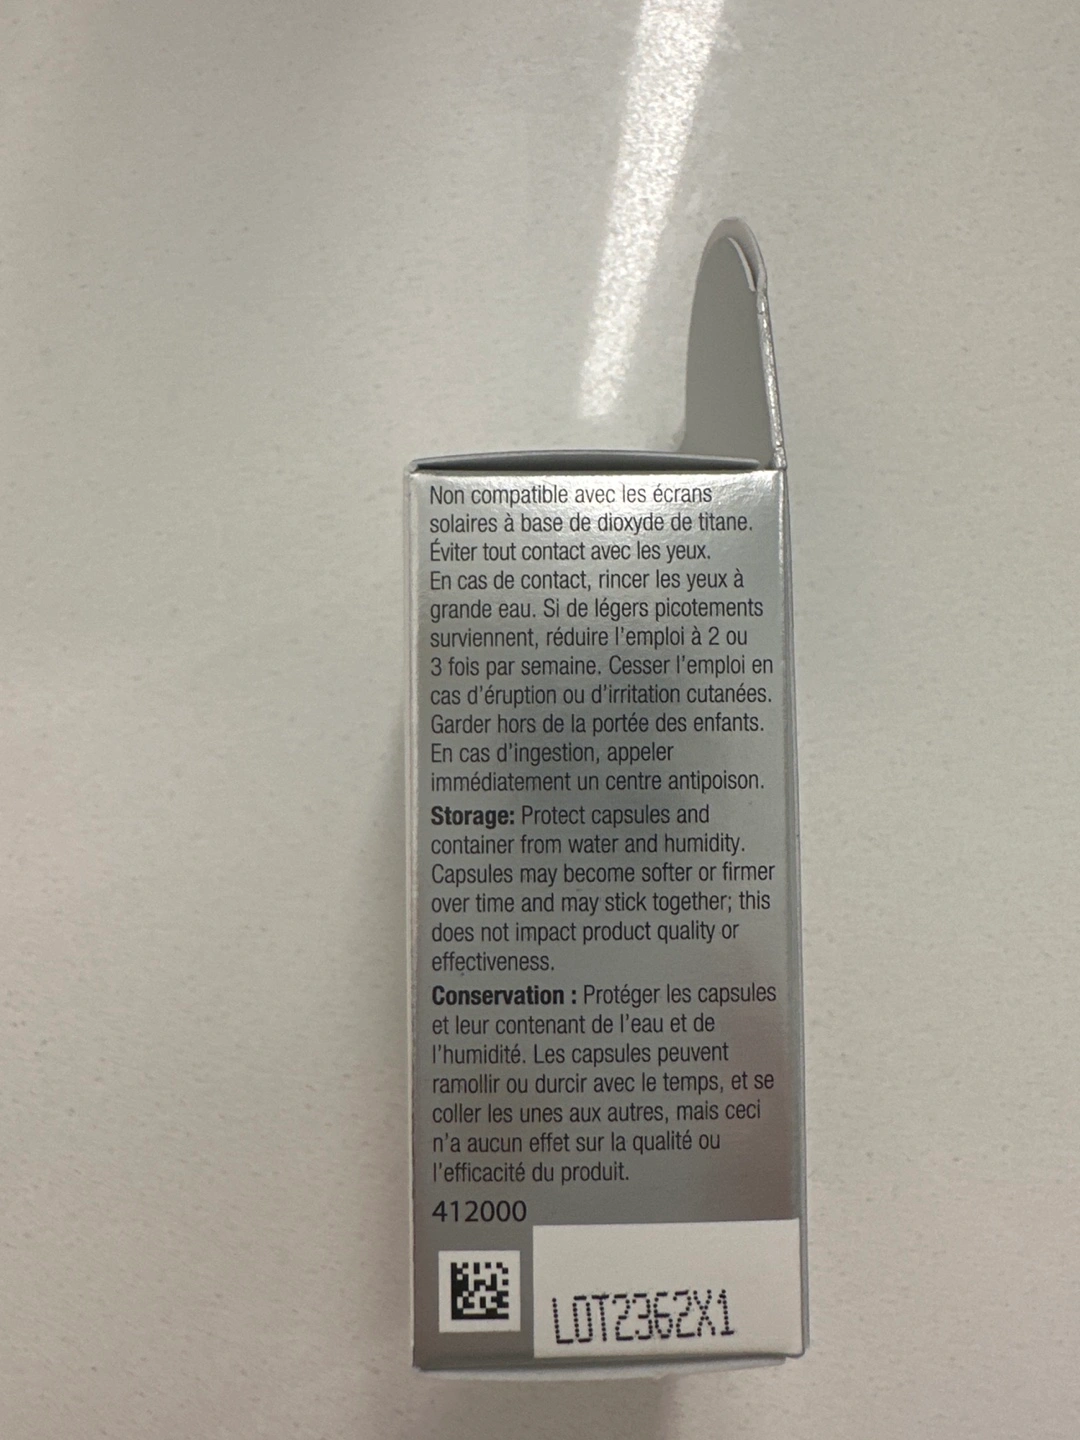 Non compatible avec les écrans
solaires à base de dioxyde de titane.
Éviter tout contact avec les yeux.
En cas de contact, rincer les yeux à
grande eau. Si de légers picotements
surviennent, réduire l'emploi à 2 ou
3 fois par semaine. Cesser l'emploi en
cas d'éruption ou d'irritation cutanées.
Garder hors de la portée des enfants.
En cas d'ingestion, appeler
immédiatement un centre antipoison.
Storage: Protect capsules and
container from water and humidity.
Capsules may become softer or firmer
over time and may stick together; this
does not impact product quality or
effectiveness.
Conservation : Protéger les capsules
et leur contenant de l'eau et de
l'humidité. Les capsules peuvent
ramollir ou durcir avec le temps, et se
coller les unes aux autres, mais ceci
n'a aucun effet sur la qualité ou
l'efficacité du produit.
412000
LOT2362X1